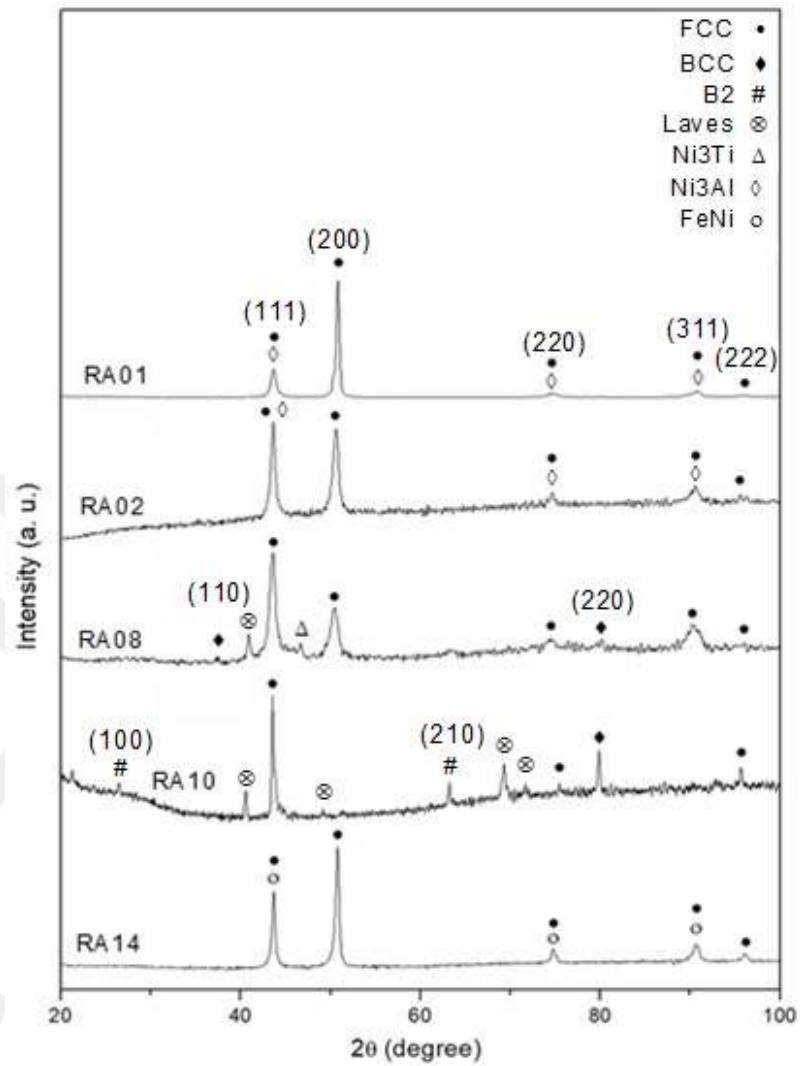 FCC •
BCC ♦
B2 #
Laves ⊗
Ni3Ti Δ
Ni3Al ◊
FeNi o
(200)
(111)
(220)
(311)
(222)
RA01
RA02
(110)
(220)
RA08
(100)
#
(210)
#
RA10
RA14
Intensity (a. u.)
20
40
60
80
100
2θ (degree)